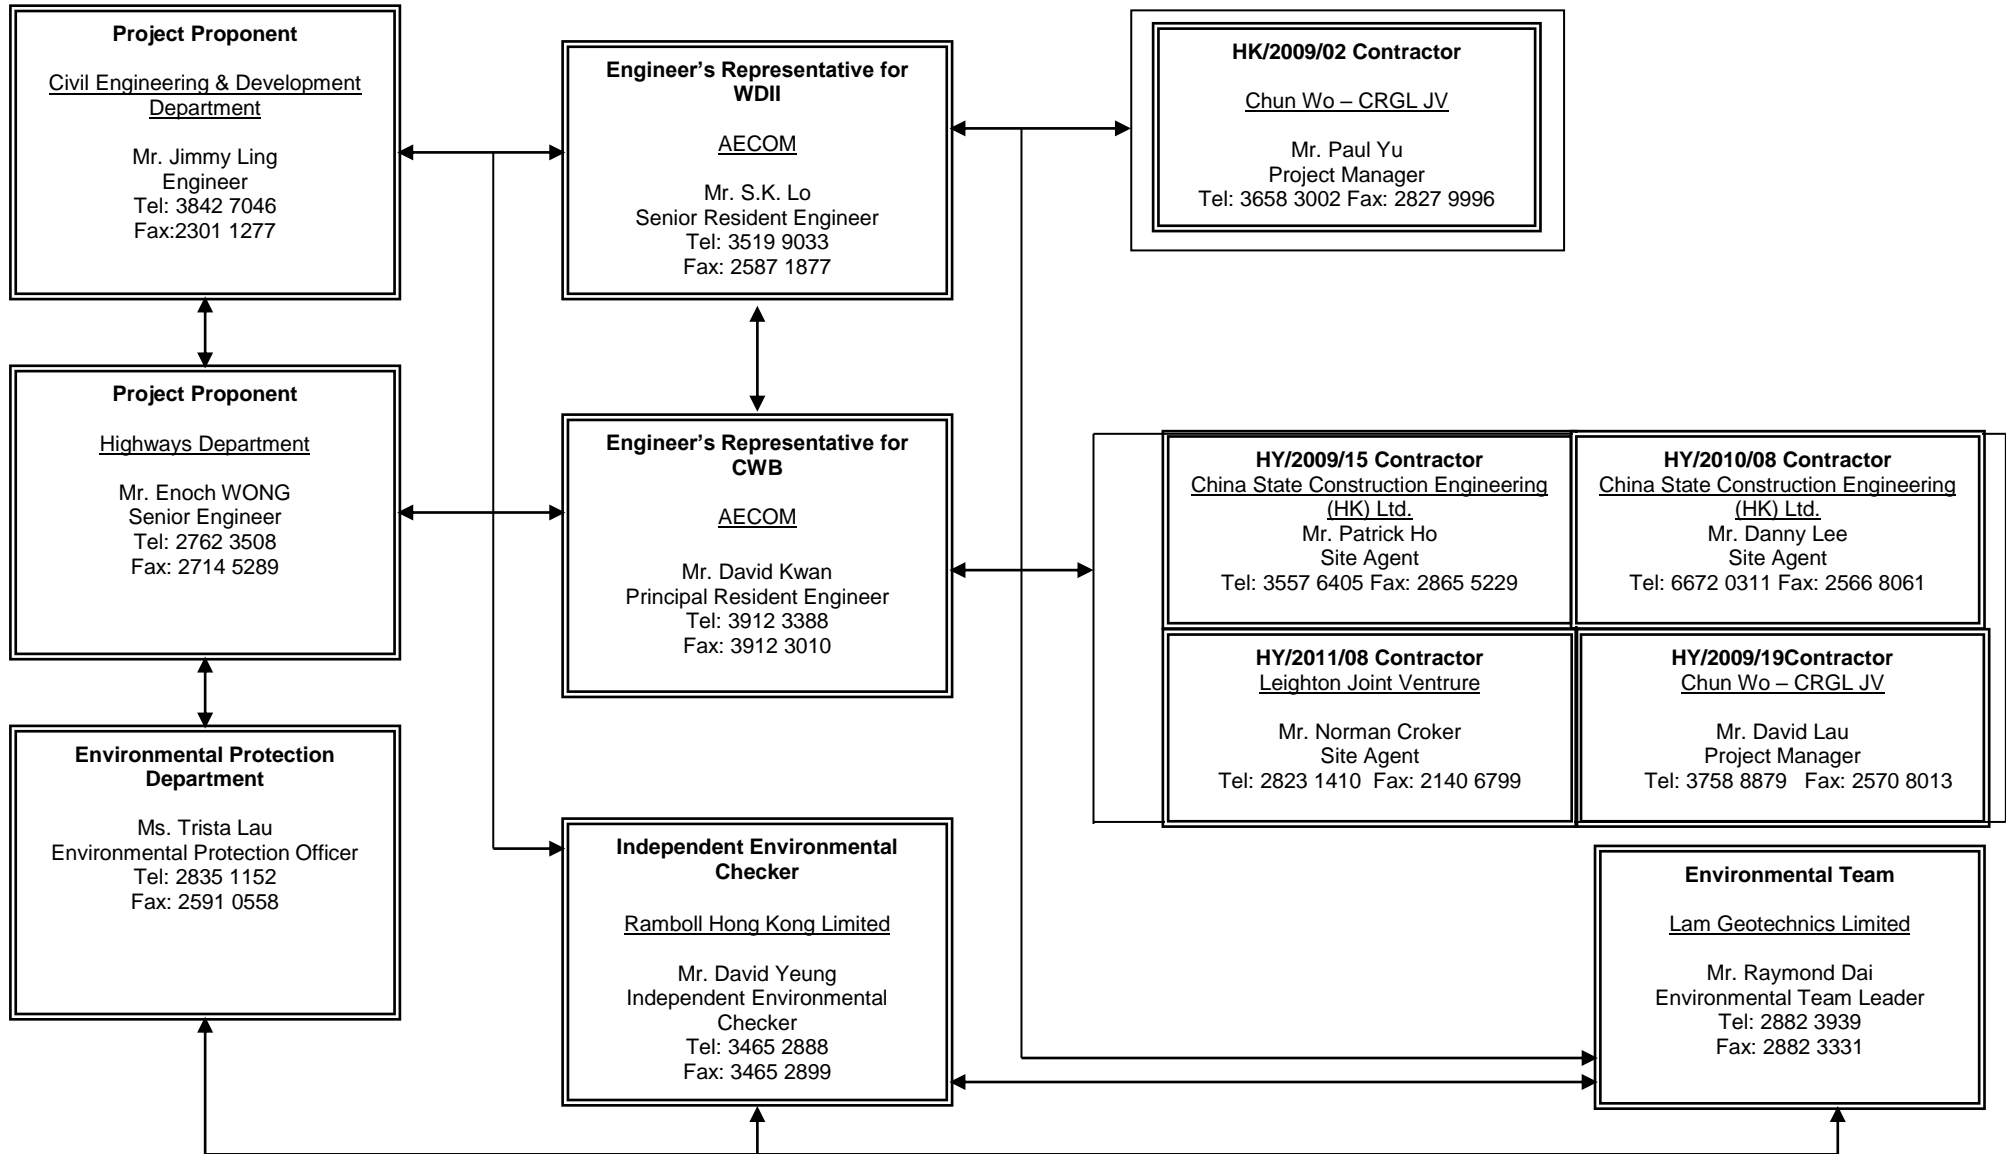 Project Proponent
Civil Engineering & Development
Department
Mr. Jimmy Ling
Engineer
Tel: 3842 7046
Fax:2301 1277
Engineer's Representative for
WDII
AECOM
Mr. S.K. Lo
Senior Resident Engineer
Tel: 3519 9033
Fax: 2587 1877
HK/2009/02 Contractor
Chun Wo – CRGL JV
Mr. Paul Yu
Project Manager
Tel: 3658 3002 Fax: 2827 9996
Project Proponent
Highways Department
Mr. Enoch WONG
Senior Engineer
Tel: 2762 3508
Fax: 2714 5289
Engineer's Representative for
CWB
AECOM
Mr. David Kwan
Principal Resident Engineer
Tel: 3912 3388
Fax: 3912 3010
HY/2009/15 Contractor
China State Construction Engineering
(HK) Ltd.
Mr. Patrick Ho
Site Agent
Tel: 3557 6405 Fax: 2865 5229
HY/2010/08 Contractor
China State Construction Engineering
(HK) Ltd.
Mr. Danny Lee
Site Agent
Tel: 6672 0311 Fax: 2566 8061
HY/2011/08 Contractor
Leighton Joint Ventrure
Mr. Norman Croker
Site Agent
Tel: 2823 1410  Fax: 2140 6799
HY/2009/19Contractor
Chun Wo – CRGL JV
Mr. David Lau
Project Manager
Tel: 3758 8879   Fax: 2570 8013
Environmental Protection
Department
Ms. Trista Lau
Environmental Protection Officer
Tel: 2835 1152
Fax: 2591 0558
Independent Environmental
Checker
Ramboll Hong Kong Limited
Mr. David Yeung
Independent Environmental
Checker
Tel: 3465 2888
Fax: 3465 2899
Environmental Team
Lam Geotechnics Limited
Mr. Raymond Dai
Environmental Team Leader
Tel: 2882 3939
Fax: 2882 3331